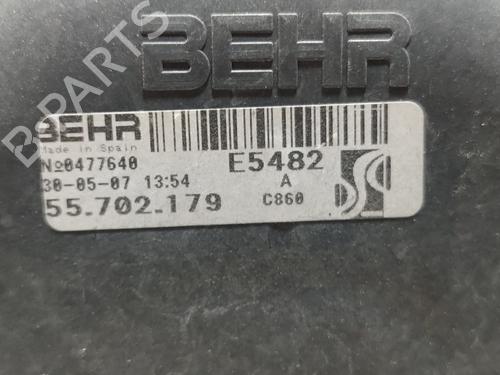 BEHR
B-PARTS
BEHR
Made in Spain
№0477640 E5482
30-05-07 13:54 A
55.702.179 C860